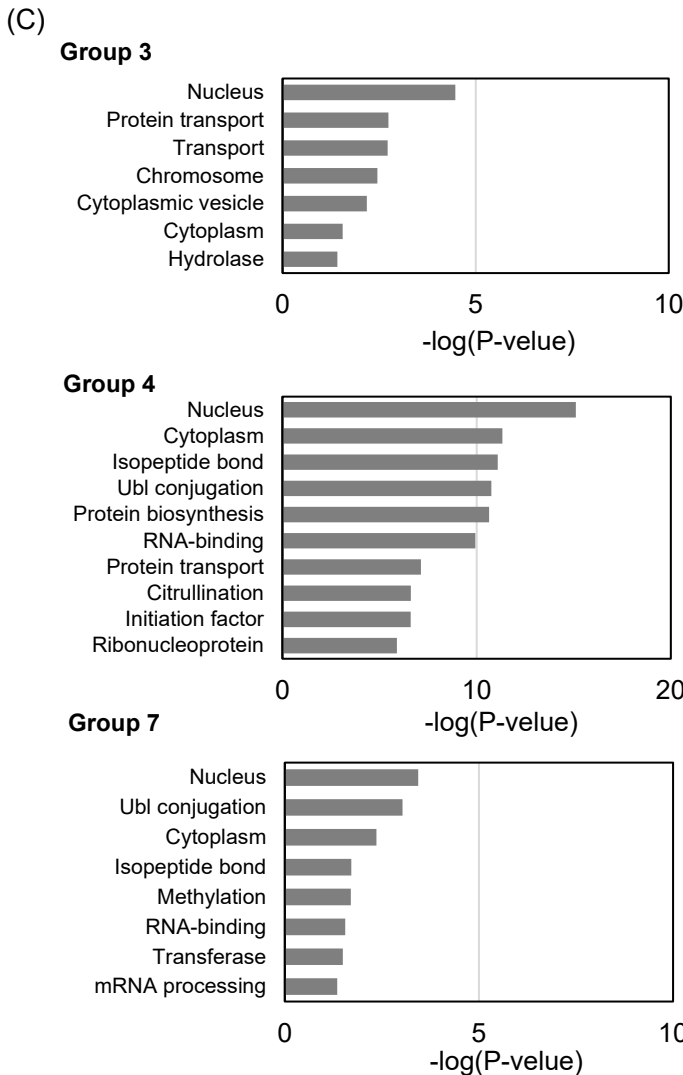 (C)
Group 3
Nucleus
Protein transport
Transport
Chromosome
Cytoplasmic vesicle
Cytoplasm
Hydrolase
0 5 10
-log(P-velue)
Group 4
Nucleus
Cytoplasm
Isopeptide bond
Ubl conjugation
Protein biosynthesis
RNA-binding
Protein transport
Citrullination
Initiation factor
Ribonucleoprotein
0 10 20
-log(P-velue)
Group 7
Nucleus
Ubl conjugation
Cytoplasm
Isopeptide bond
Methylation
RNA-binding
Transferase
mRNA processing
0 5 10
-log(P-velue)